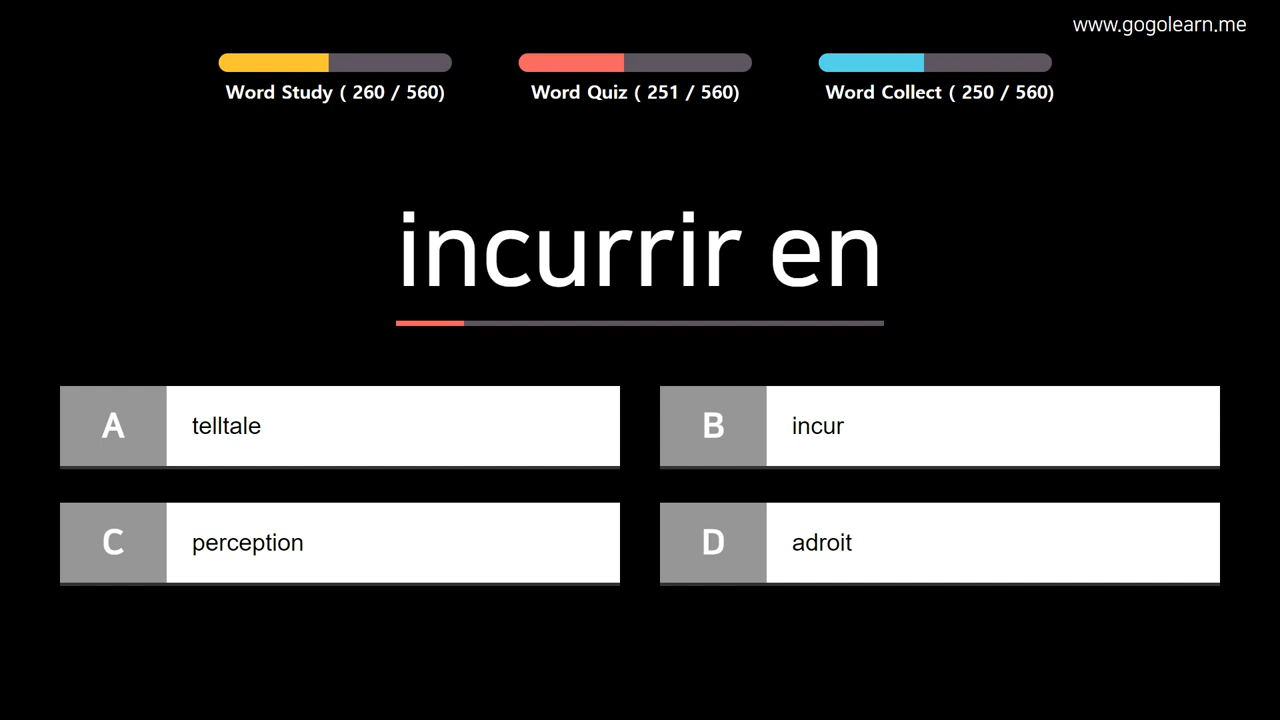 www.gogolearn.me
Word Study ( 260 / 560)
Word Quiz ( 251 / 560)
Word Collect ( 250 / 560)
incurrir en
A telltale
B incur
C perception
D adroit